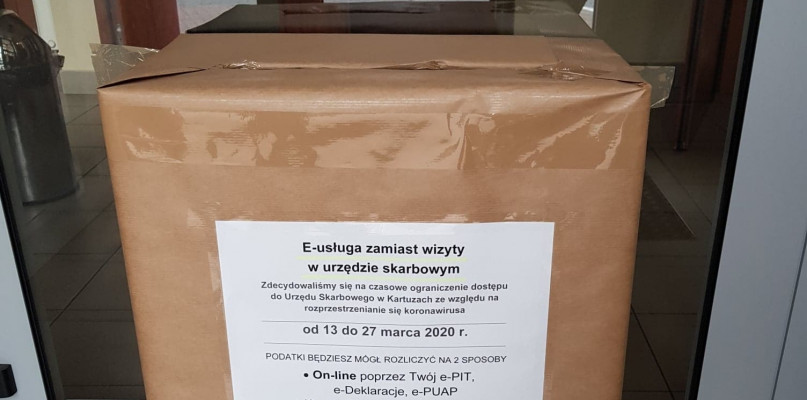 E-usługa zamiast wizyty
w urzędzie skarbowym
Zdecydowaliśmy się na czasowe ograniczenie dostępu
do Urzędu Skarbowego w Kartuzach ze względu na
rozprzestrzenianie się koronawirusa
od 13 do 27 marca 2020 r.
PODATKI BĘDZIESZ MÓGŁ ROZLICZYĆ NA 2 SPOSOBY
• On-line poprzez Twój e-PIT,
e-Deklaracje, e-PUAP